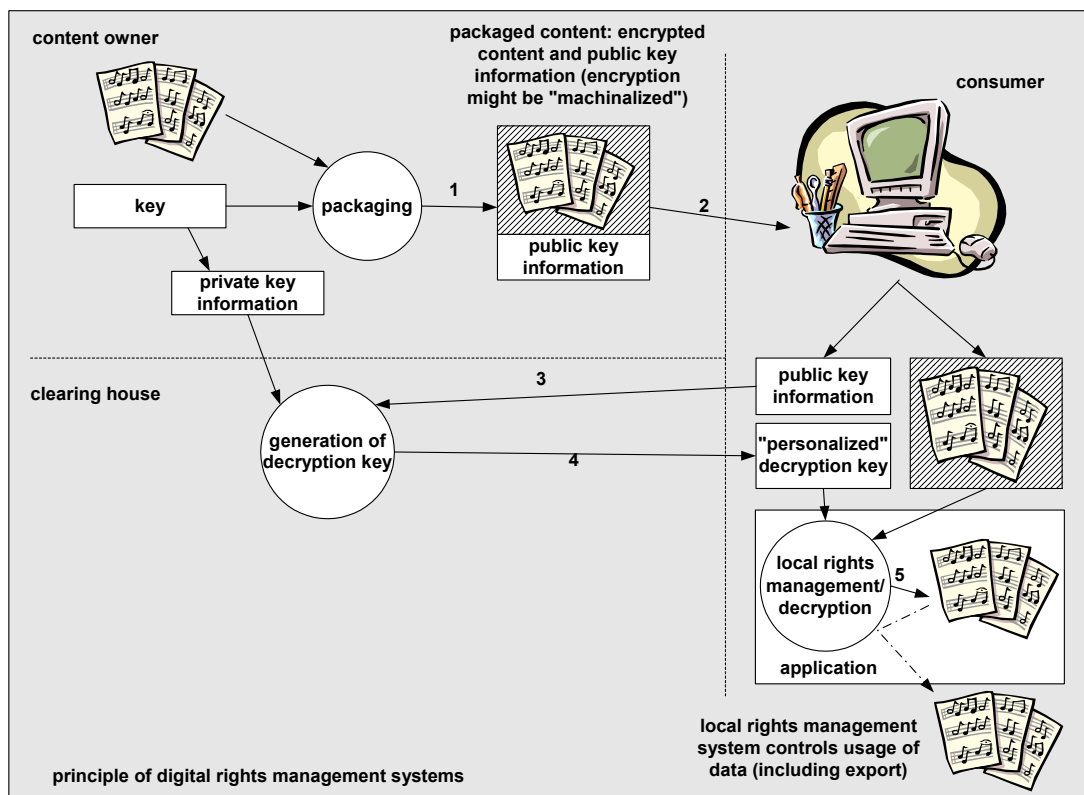 content owner
packaged content: encrypted
content and public key
information (encryption
might be "machinalized")
consumer
key
packaging
1
2
public key
information
private key
information
clearing house
3
public key
information
generation of
decryption key
4
"personalized"
decryption key
local rights
management/
decryption
5
application
local rights management
system controls usage of
data (including export)
principle of digital rights management systems